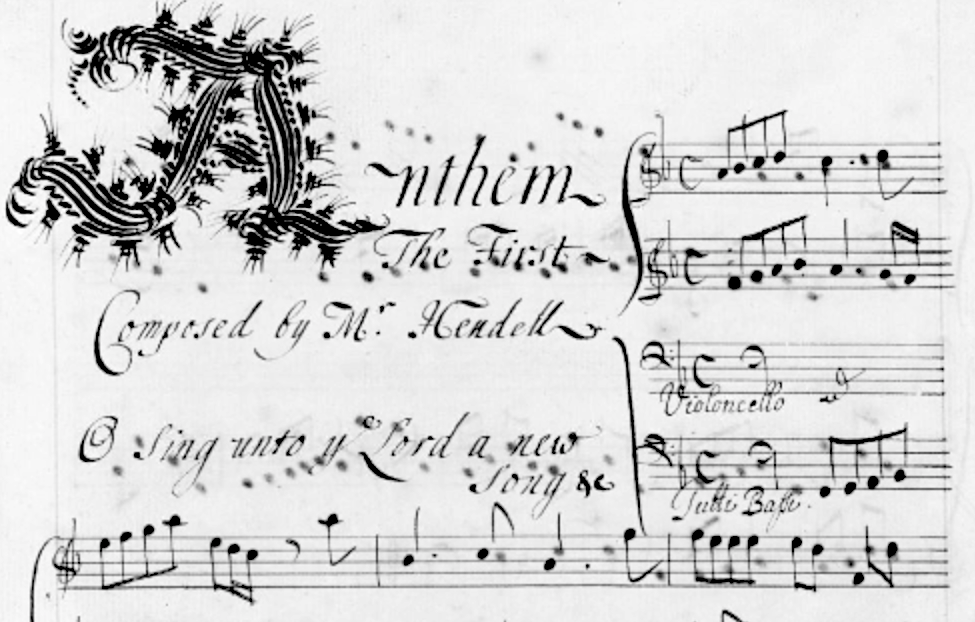 Anthem
The First
Composed by Mr. Hendell
O sing unto ye Lord a new
Song &c
Violoncello
Tutti Bassi.